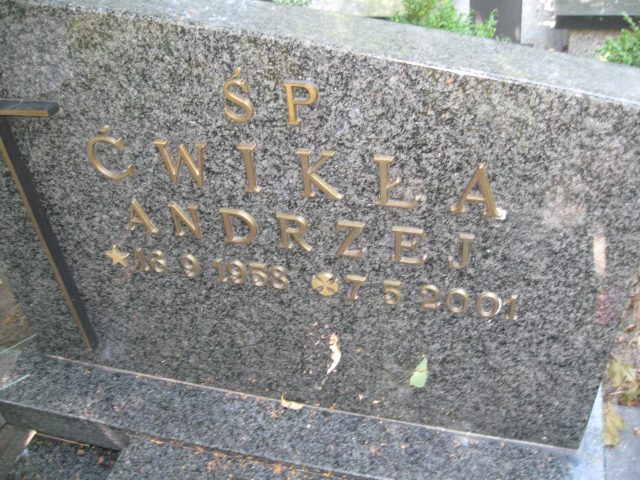 ŚP
ĆWIKŁA
ANDRZEJ
16 9 1958 7 5 2001